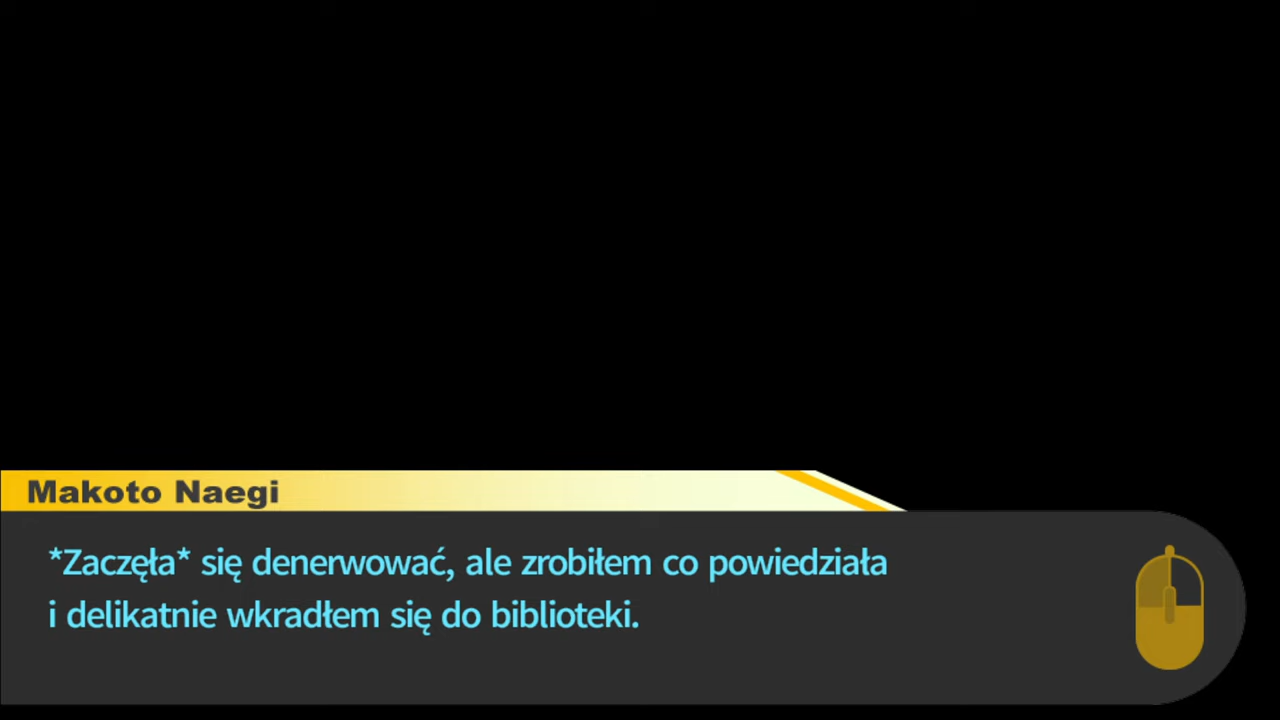 Makoto Naegi
*Zaczęła* się denerwować, ale zrobiłem co powiedziała
i delikatnie wkradłem się do biblioteki.